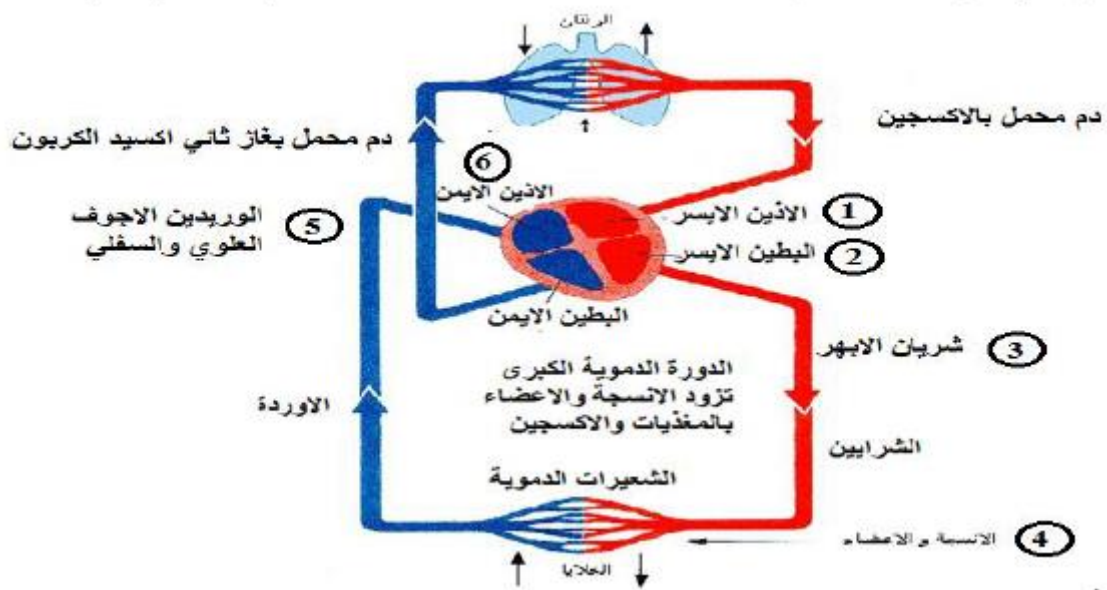 الرئتان
دم محمل بالاكسجين
دم محمل بغاز ثاني اكسيد الكربون
6
الاذين الايمن
1 الاذين الايسر
5 الوريدين الاجوف
العلوي والسفلي
2 البطين الايسر
البطين الايمن
3 شريان الابهر
الدورة الدموية الكبرى
تزود الانسجة والاعضاء
بالمغذيات والاكسجين
الاوردة
الشرايين
الشعيرات الدموية
4 الانسجة والاعضاء
الخلايا